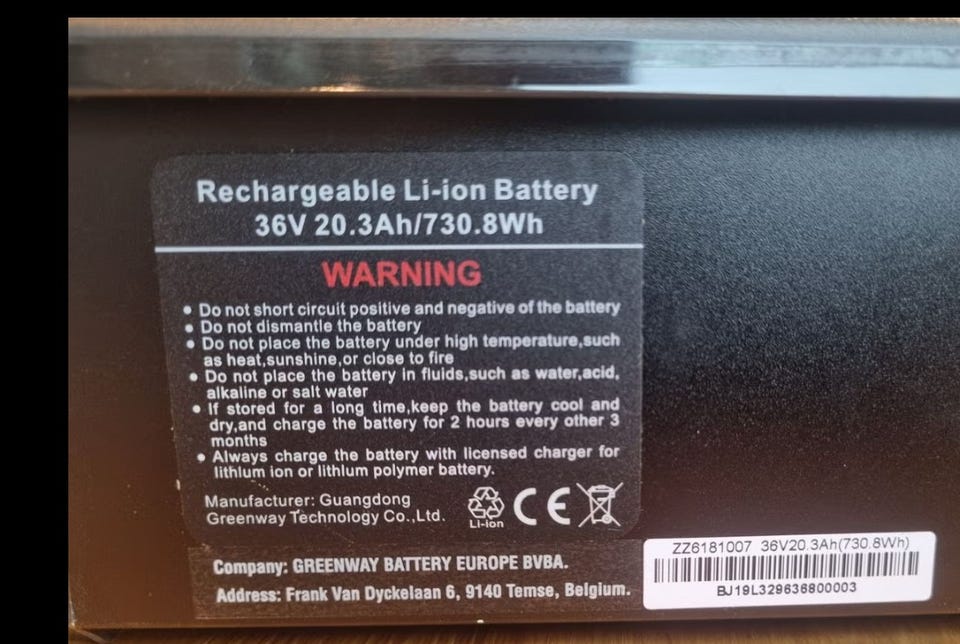 Rechargeable Li-ion Battery
36V 20.3Ah/730.8Wh
WARNING
• Do not short circuit positive and negative of the battery
• Do not dismantle the battery
• Do not place the battery under high temperature,such
as heat,sunshine,or close to fire
• Do not place the battery in fluids,such as water,acid,
alkaline or salt water
• If stored for a long time,keep the battery cool and
dry,and charge the battery for 2 hours every other 3
months
• Always charge the battery with licensed charger for
lithlum ion or lithlum polymer battery.
Manufacturer: Guangdong
Greenway Technology Co.,Ltd.
Li-ion
CE
Company: GREENWAY BATTERY EUROPE BVBA.
Address: Frank Van Dyckelaan 6, 9140 Temse, Belgium.
ZZ6181007 36V20.3Ah(730.8Wh)
BJ19L329636800003